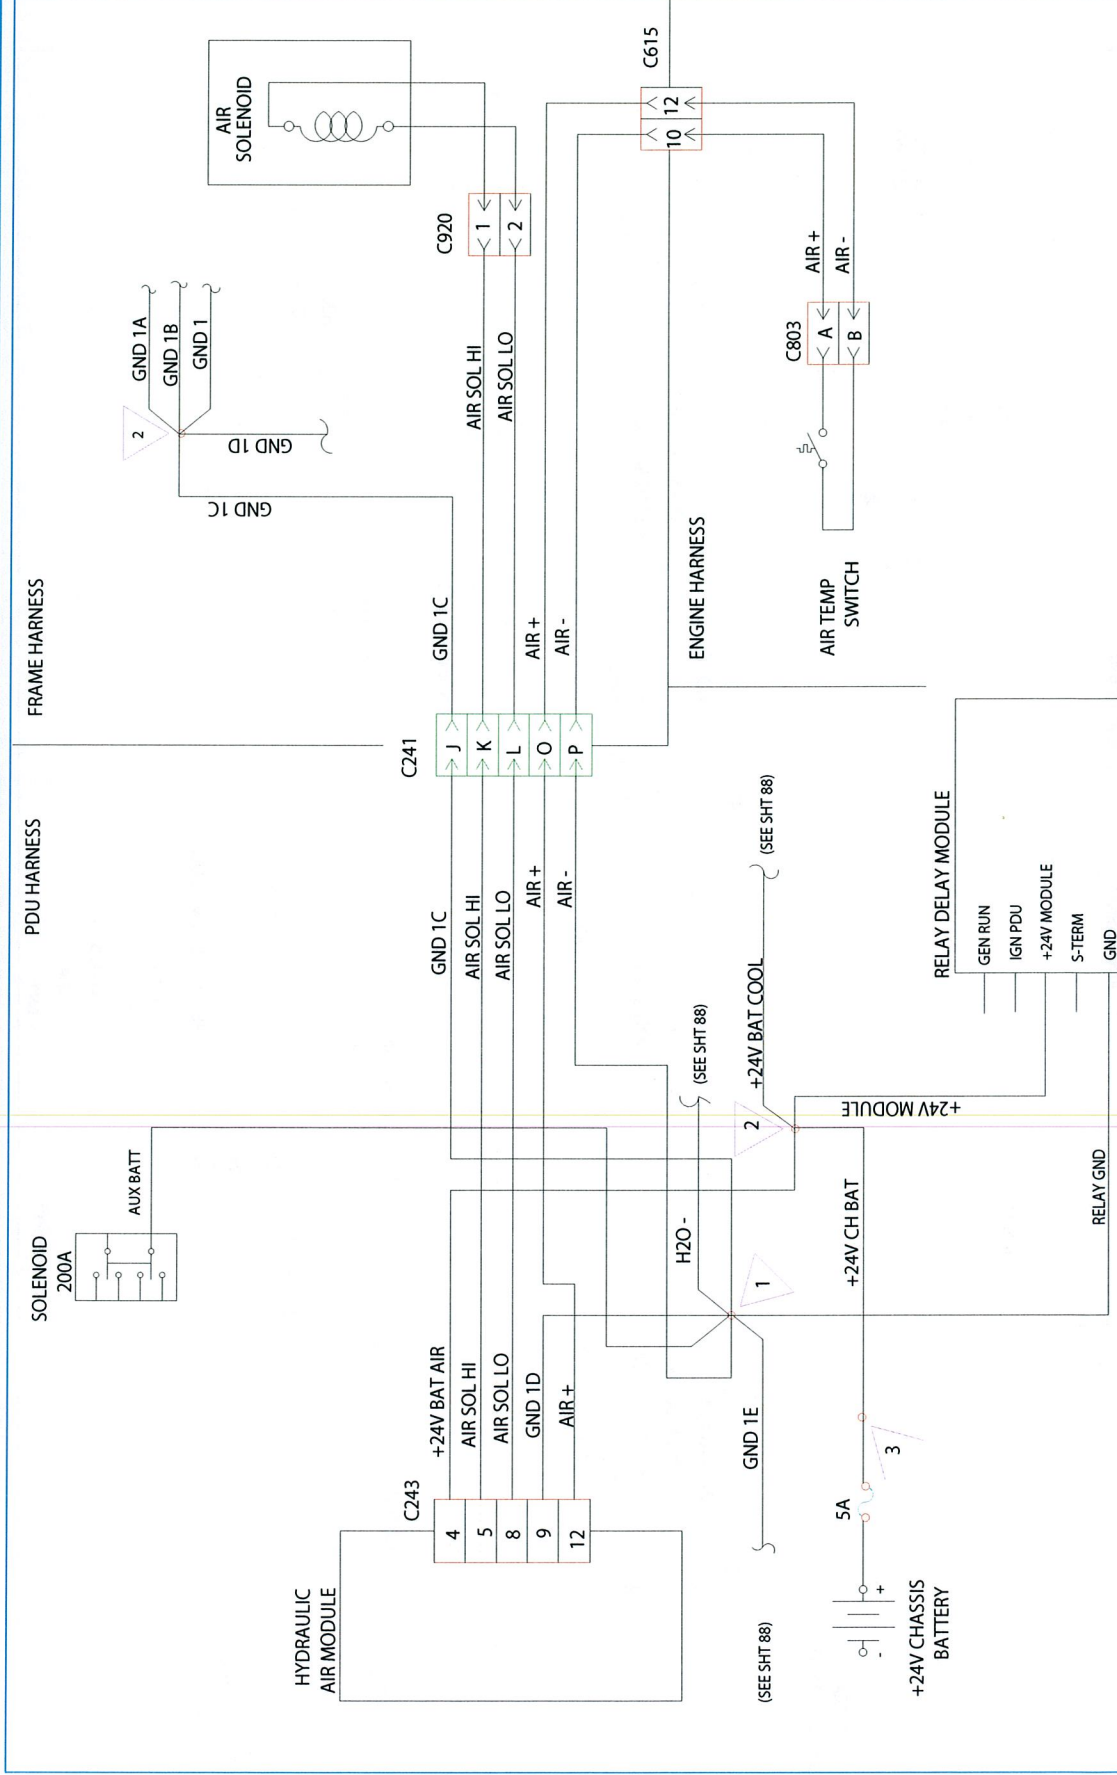 PDU HARNESS
FRAME HARNESS
SOLENOID
200A
AUX BATT
GND 1A
GND 1B
GND 1
2
GND 1D
GND 1C
AIR
SOLENOID
HYDRAULIC
AIR MODULE
C243
4
5
8
9
12
+24V BAT AIR
AIR SOL HI
AIR SOL LO
GND 1D
AIR +
GND 1C
AIR SOL HI
AIR SOL LO
AIR +
AIR -
C241
J
K
L
O
P
GND 1C
AIR SOL HI
AIR SOL LO
AIR +
AIR -
C920
1
2
C615
12
10
ENGINE HARNESS
H2O -
(SEE SHT 88)
1
GND 1E
(SEE SHT 88)
2
+24V BAT COOL
(SEE SHT 88)
+24V MODULE
+24V CH BAT
3
5A
- +
+24V CHASSIS
BATTERY
AIR TEMP
SWITCH
C803
A
B
AIR +
AIR -
RELAY DELAY MODULE
GEN RUN
IGN PDU
+24V MODULE
S-TERM
GND
RELAY GND